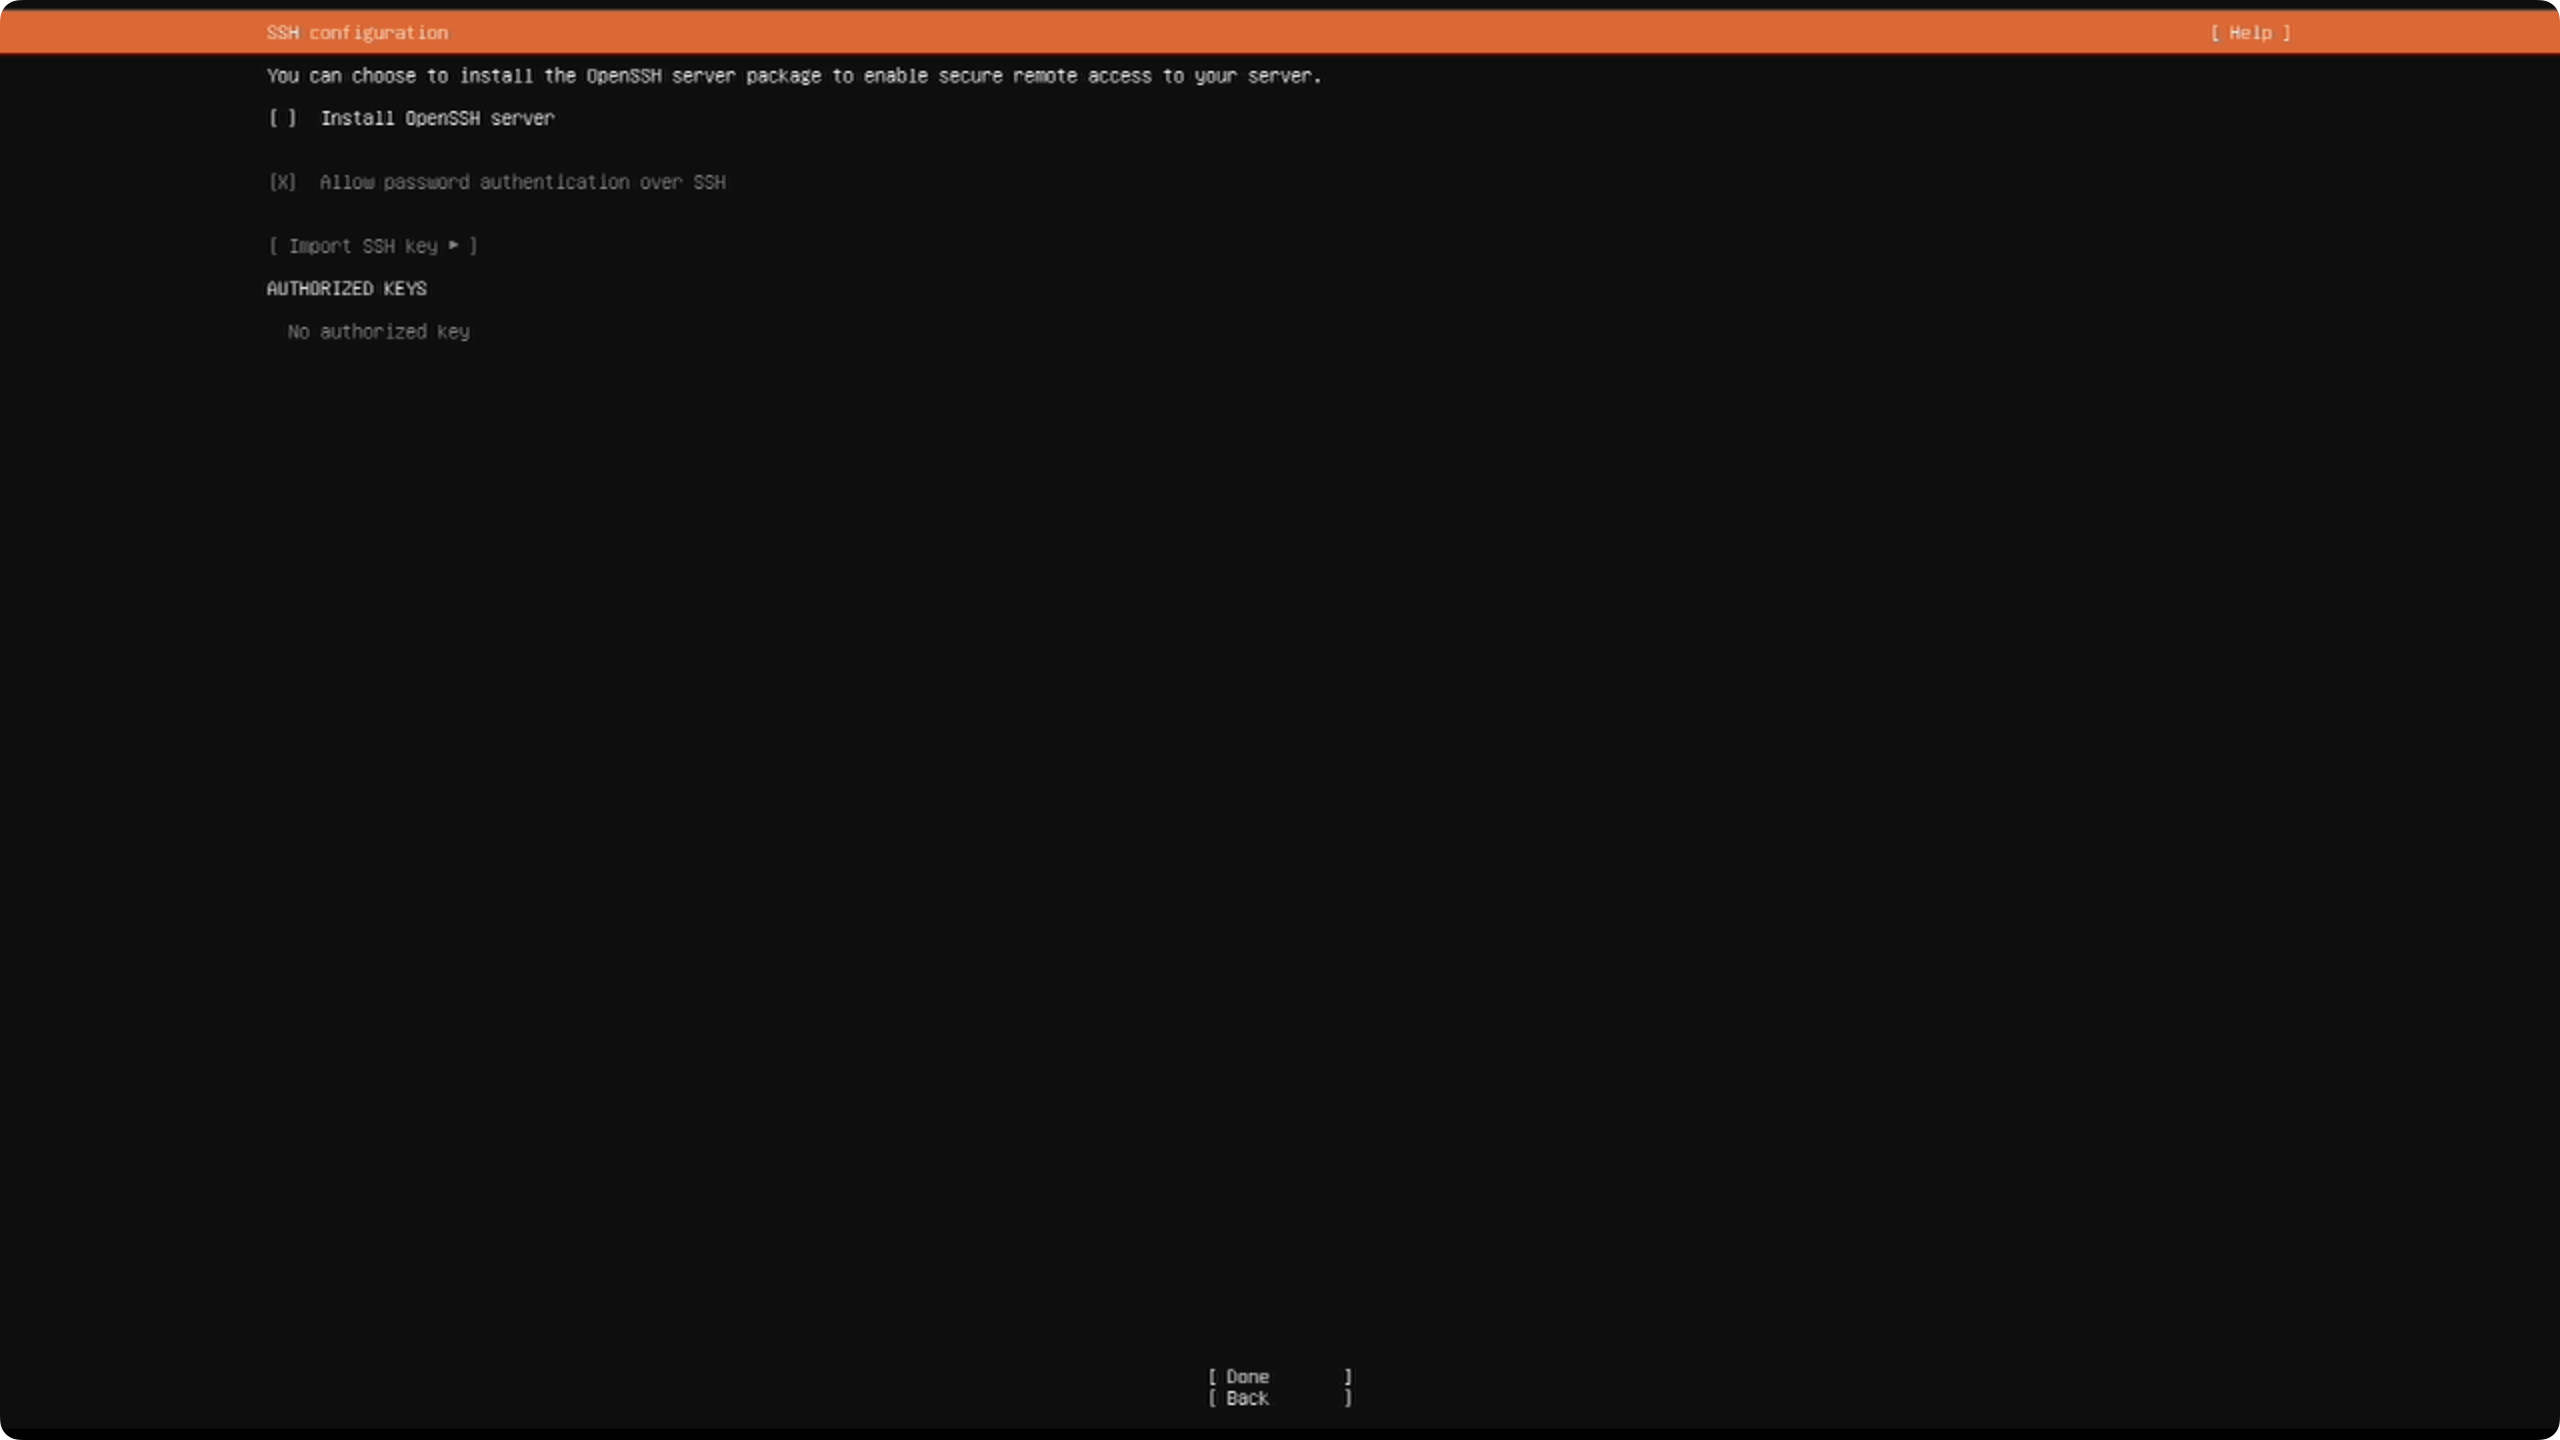 SSH configuration [ Help ]
You can choose to install the OpenSSH server package to enable secure remote access to your server.
[ ] Install OpenSSH server
[X] Allow password authentication over SSH
[ Import SSH key ► ]
AUTHORIZED KEYS
No authorized key
[ Done ]
[ Back ]